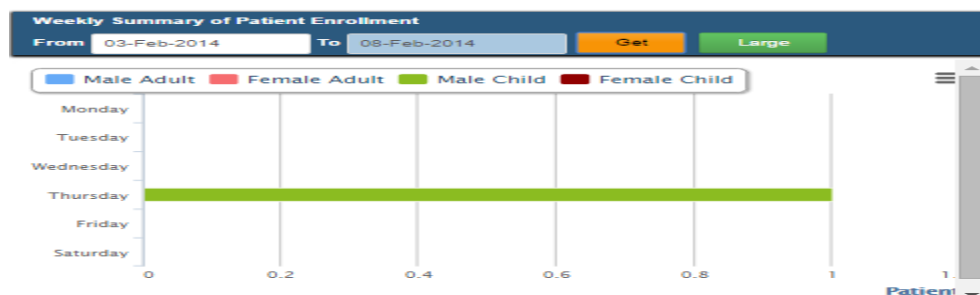 Weekly Summary of Patient Enrollment
From 03-Feb-2014 To 08-Feb-2014 Get Large
Male Adult Female Adult Male Child Female Child
Monday
Tuesday
Wednesday
Thursday
Friday
Saturday
0 0.2 0.4 0.6 0.8 1 1.
Patient